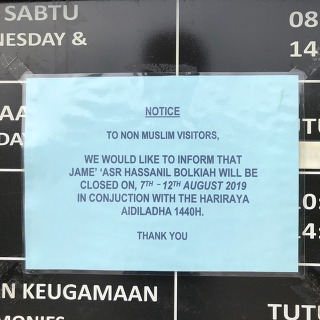 SABTU
08
NESDAY &
14
NOTICE
TO NON MUSLIM VISITORS,
WE WOULD LIKE TO INFORM THAT
JAME' 'ASR HASSANIL BOLKIAH WILL BE
CLOSED ON, 7TH - 12TH AUGUST 2019
IN CONJUCTION WITH THE HARIRAYA
AIDILADHA 1440H.
THANK YOU
TUTU
N KEUGAMAAN
TUTU
MONIES